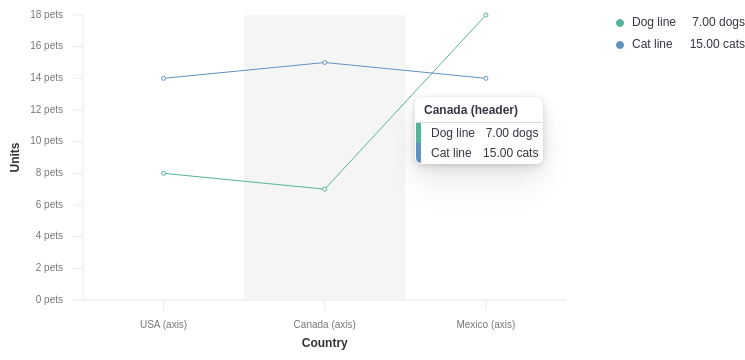 18 pets
16 pets
14 pets
12 pets
10 pets
8 pets
6 pets
4 pets
2 pets
0 pets
Units
USA (axis)
Canada (axis)
Mexico (axis)
Country
Canada (header)
Dog line 7.00 dogs
Cat line 15.00 cats
Dog line 7.00 dogs
Cat line 15.00 cats